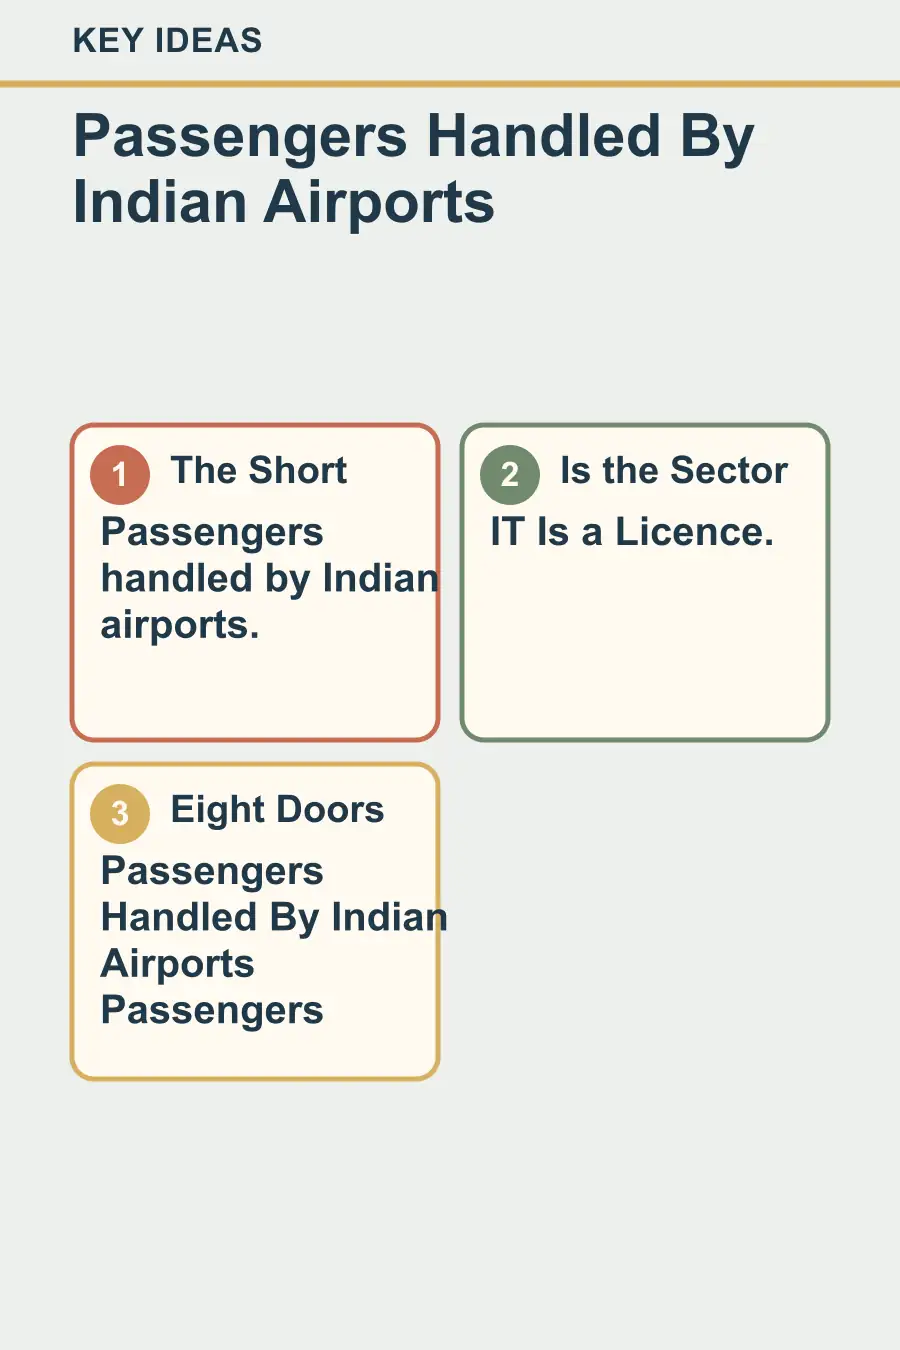 KEY IDEAS
Passengers Handled By
Indian Airports
1 The Short
Passengers
handled by Indian
airports.
2 Is the Sector
IT Is a Licence.
3 Eight Doors
Passengers
Handled By Indian
Airports
Passengers